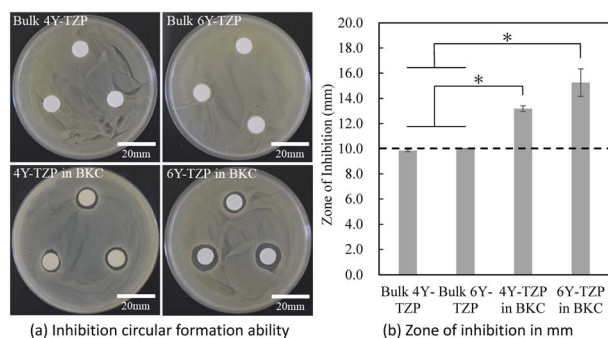 Bulk 4Y-TZP
Bulk 6Y-TZP
20mm
20mm
4Y-TZP in BKC
6Y-TZP in BKC
20mm
20mm
(a) Inhibition circular formation ability
Zone of Inhibition (mm)
20.0
18.0
16.0
14.0
12.0
10.0
8.0
6.0
4.0
2.0
0.0
*
*
Bulk 4Y- Bulk 6Y- 4Y-TZP 6Y-TZP
TZP TZP in BKC in BKC
(b) Zone of inhibition in mm